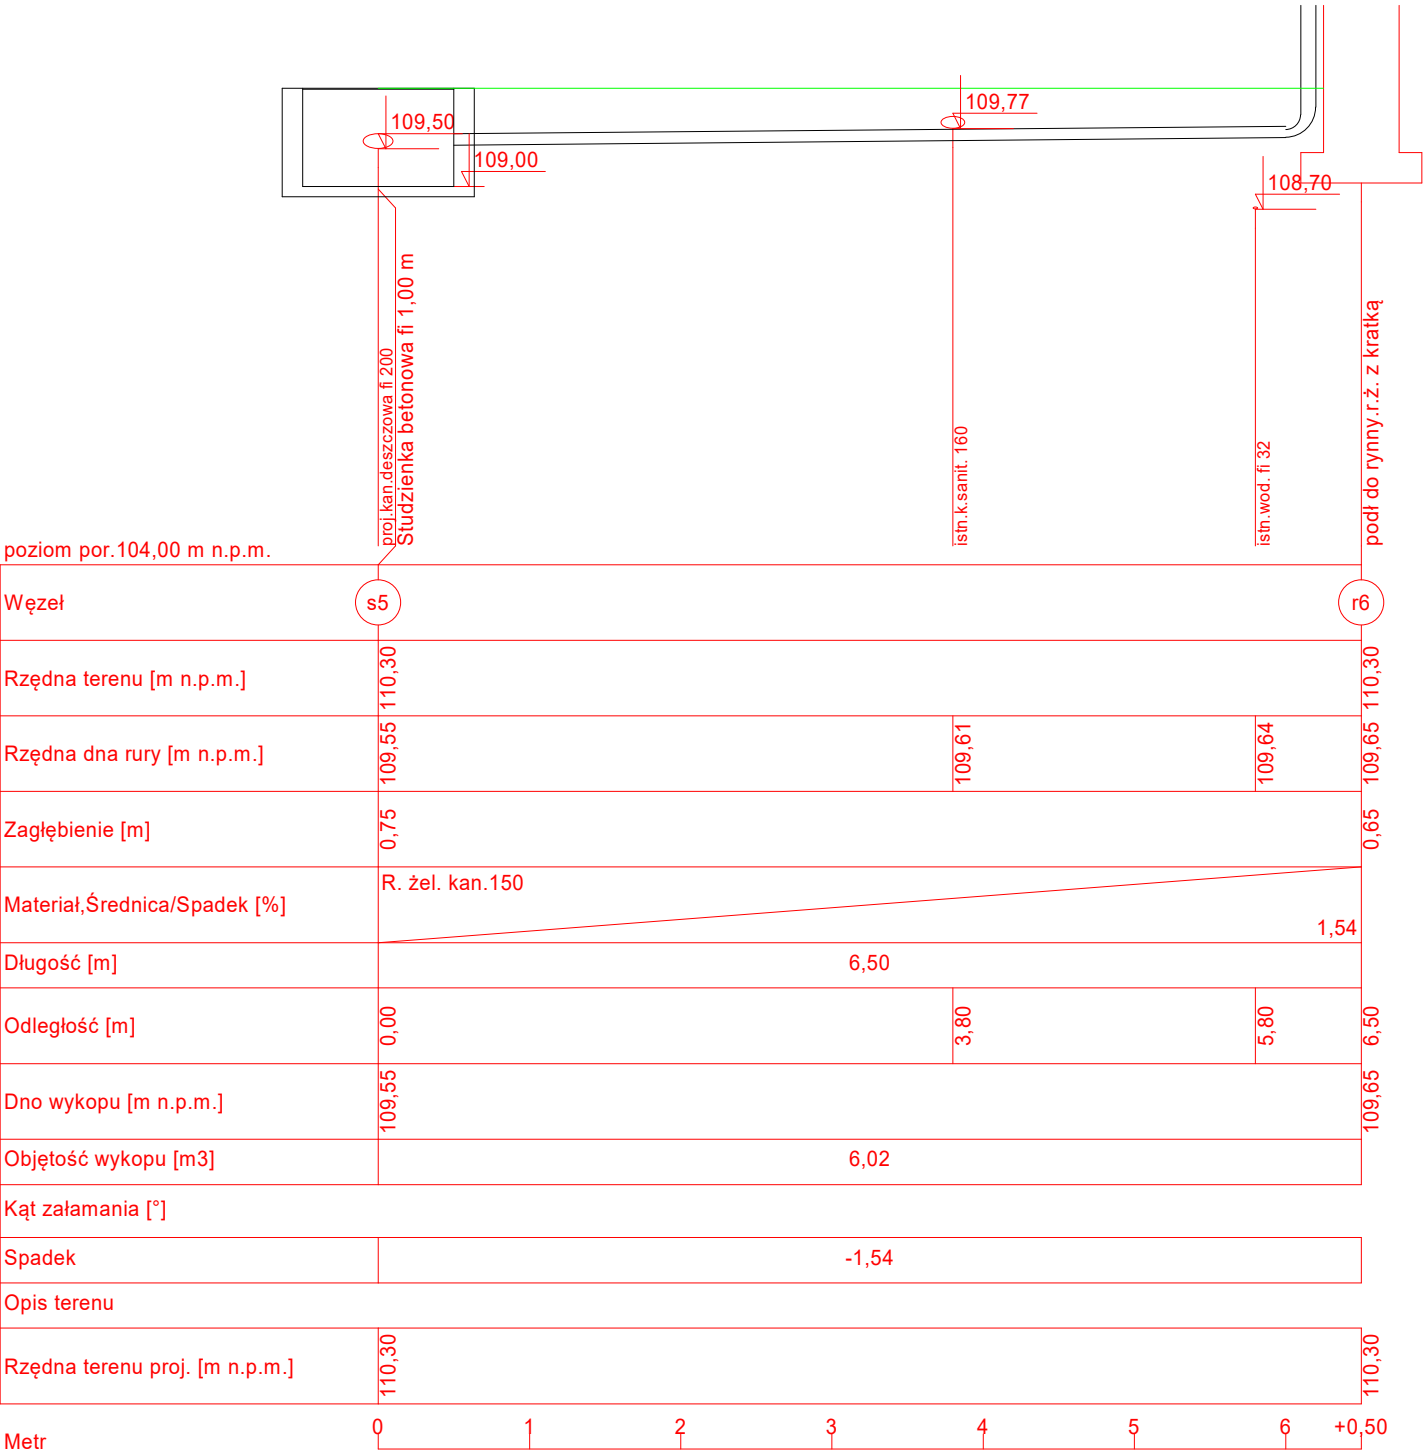 109,50
109,77
109,00
108,70
proj.kan.deszczowa fi 200
Studzienka betonowa fi 1,00 m
istn.k.sanit. 160
istn.wod. fi 32
podł do rynny.r.ż. z kratką
poziom por.104,00 m n.p.m.
Węzeł s5 r6
Rzędna terenu [m n.p.m.] 110,30 110,30
Rzędna dna rury [m n.p.m.] 109,55 109,61 109,64 109,65
Zagłębienie [m] 0,75 0,65
R. żel. kan.150
Materiał,Średnica/Spadek [%] 1,54
Długość [m] 6,50
Odległość [m] 0,00 3,80 5,80 6,50
Dno wykopu [m n.p.m.] 109,55 109,65
Objętość wykopu [m3] 6,02
Kąt załamania [°]
Spadek -1,54
Opis terenu
Rzędna terenu proj. [m n.p.m.] 110,30 110,30
Metr 0 1 2 3 4 5 6 +0,50